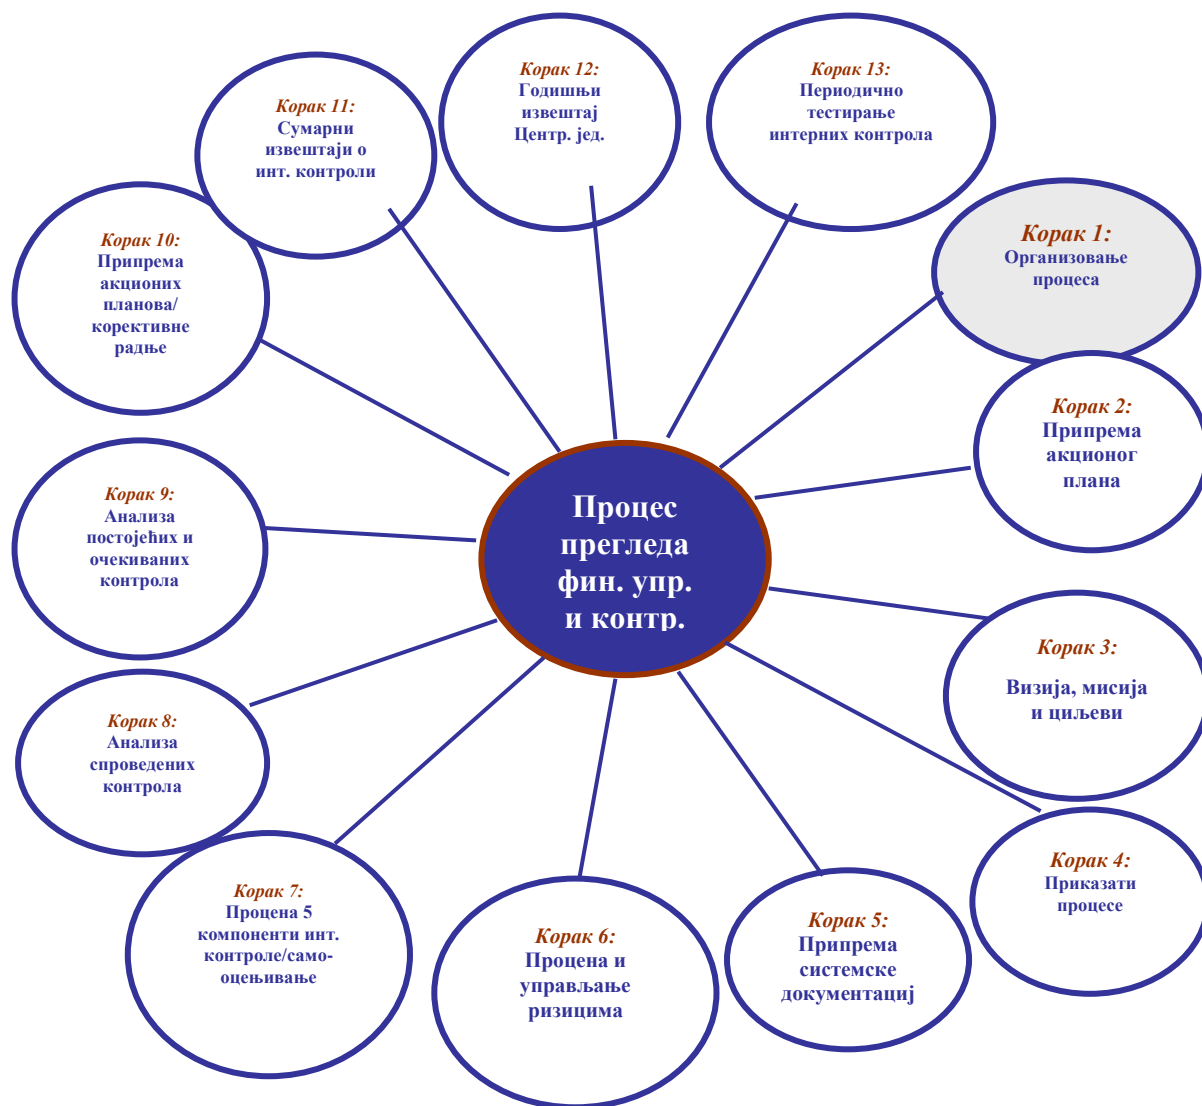 Корак 1:
Организовање
процеса
Корак 2:
Припрема
акционог
плана
Корак 3:
Визија, мисија
и циљеви
Корак 4:
Приказати
процесе
Корак 5:
Припрема
системске
документациј
Корак 6:
Процена и
управљање
ризицима
Корак 7:
Процена 5
компоненти инт.
контроле/само-
оцењивање
Корак 8:
Анализа
спроведених
контрола
Корак 9:
Анализа
постојећих и
очекиваних
контрола
Корак 10:
Припрема
акционих
планова/
корективне
радње
Корак 11:
Сумарни
извештаји о
инт. контроли
Корак 12:
Годишњи
извештај
Центр. јед.
Корак 13:
Периодично
тестирање
интерних контрола
Процес
прегледа
фин. упр.
и контр.